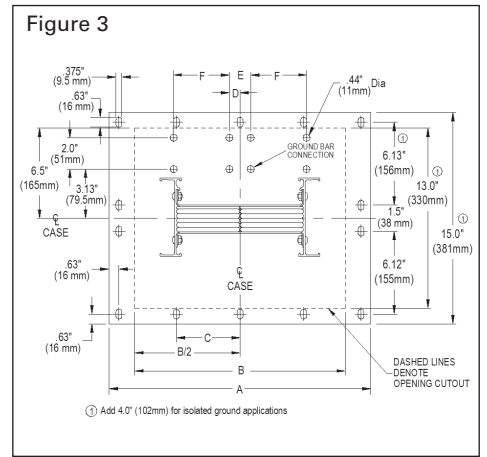 Figure 3
.375"
(9.5 mm)
.63"
(16 mm)
F
E
F
D
.44" Dia
(11mm)
GROUND BAR
CONNECTION
2.0"
(51mm)
6.5"
(165mm)
3.13"
(79.5mm)
℄
CASE
①
6.13"
(156mm)
①
13.0"
(330mm)
①
15.0"
(381mm)
1.5"
(38 mm)
6.12"
(155mm)
.63"
(16 mm)
℄
CASE
.63"
(16 mm)
C
B/2
B
A
DASHED LINES
DENOTE
OPENING CUTOUT
① Add 4.0" (102mm) for isolated ground applications